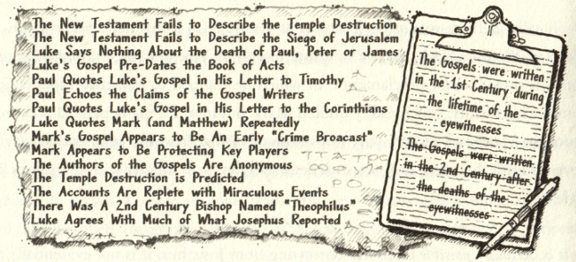 The New Testament Fails to Describe the Temple Destruction
The New Testament Fails to Describe the Siege of Jerusalem
Luke Says Nothing About the Death of Paul, Peter or James
Luke's Gospel Pre-Dates the Book of Acts
Paul Quotes Luke's Gospel in His Letter to Timothy
Paul Echoes the Claims of the Gospel Writers
Paul Quotes Luke's Gospel in His Letter to the Corinthians
Luke Quotes Mark (and Matthew) Repeatedly
Mark's Gospel Appears to Be An Early "Crime Broacast"
Mark Appears to Be Protecting Key Players
The Authors of the Gospels Are Anonymous
The Temple Destruction is Predicted
The Accounts Are Replete with Miraculous Events
There Was A 2nd Century Bishop Named "Theophilus"
Luke Agrees With Much of What Josephus Reported
The Gospels were written
in the 1st Century during
the lifetime of the
eyewitnesses
The Gospels were written
in the 2nd Century after
the deaths of the
eyewitnesses